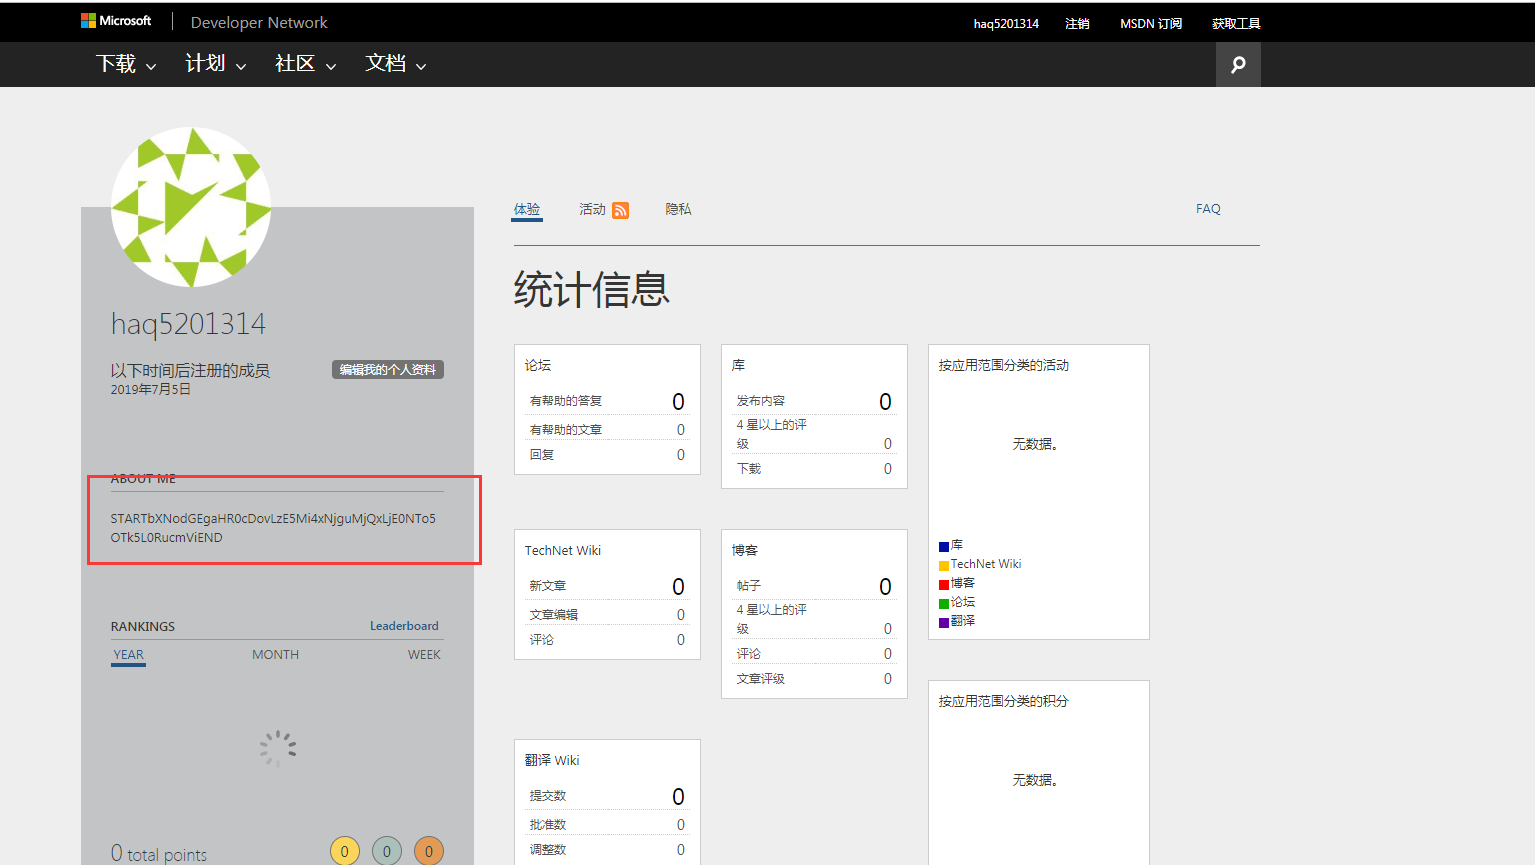 Microsoft Developer Network
haq5201314 注销 MSDN 订阅 获取工具
下载 计划 社区 文档
体验 活动 隐私 FAQ
haq5201314
以下时间后注册的成员 编辑我的个人资料
2019年7月5日
ABOUT ME
STARTbXNodGEgaHR0cDovLzE5Mi4xNjguMjQxLjE0NTo5
OTk5L0RucmViEND
RANKINGS Leaderboard
YEAR MONTH WEEK
0 total points 0 0 0
统计信息
论坛
有帮助的答复 0
有帮助的文章 0
回复 0
库
发布内容 0
4 星以上的评
级 0
下载 0
按应用范围分类的活动
无数据。
库
TechNet Wiki
博客
论坛
翻译
TechNet Wiki
新文章 0
文章编辑 0
评论 0
博客
帖子 0
4 星以上的评
级 0
评论 0
文章评级 0
按应用范围分类的积分
无数据。
翻译 Wiki
提交数 0
批准数 0
调整数 0